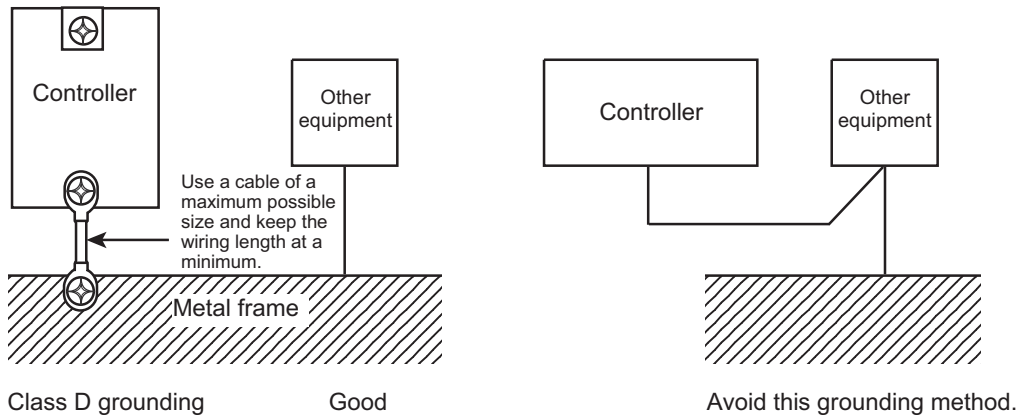 Controller
Other
equipment
Use a cable of a
maximum possible
size and keep the
wiring length at a
minimum.
Metal frame
Class D grounding
Good
Controller
Other
equipment
Avoid this grounding method.